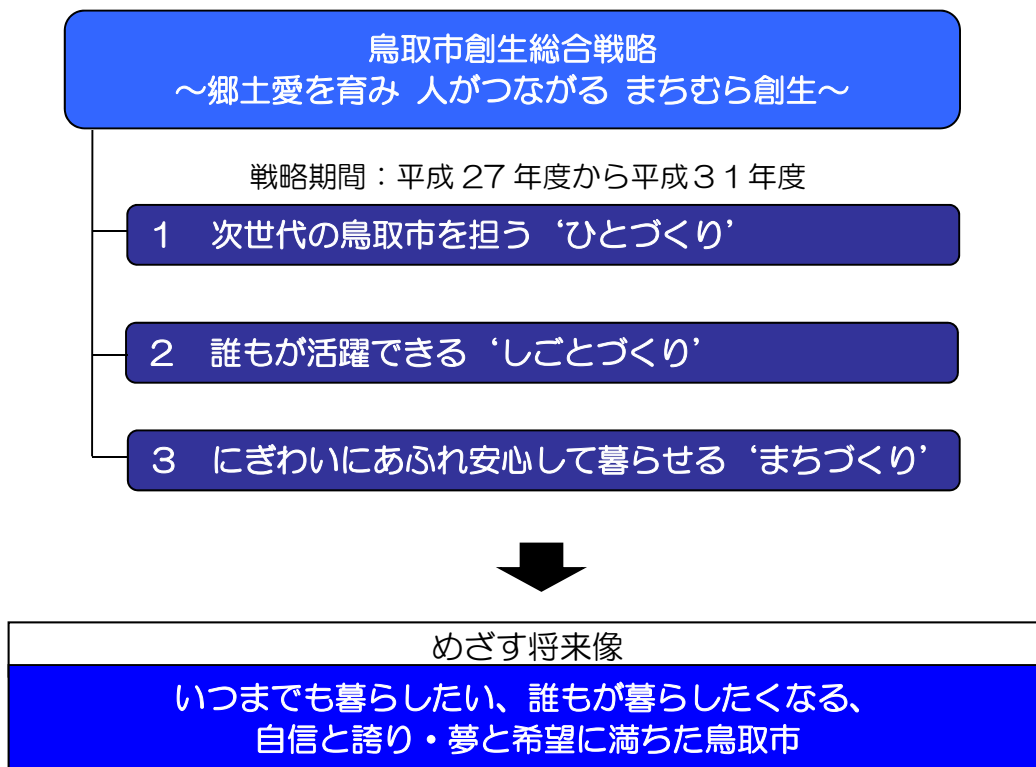 鳥取市創生総合戦略
～郷土愛を育み 人がつながる まちむら創生～
戦略期間：平成27年度から平成３１年度
１　次世代の鳥取市を担う‘ひとづくり’
２　誰もが活躍できる‘しごとづくり’
３　にぎわいにあふれ安心して暮らせる‘まちづくり’
めざす将来像
いつまでも暮らしたい、誰もが暮らしたくなる、
自信と誇り・夢と希望に満ちた鳥取市